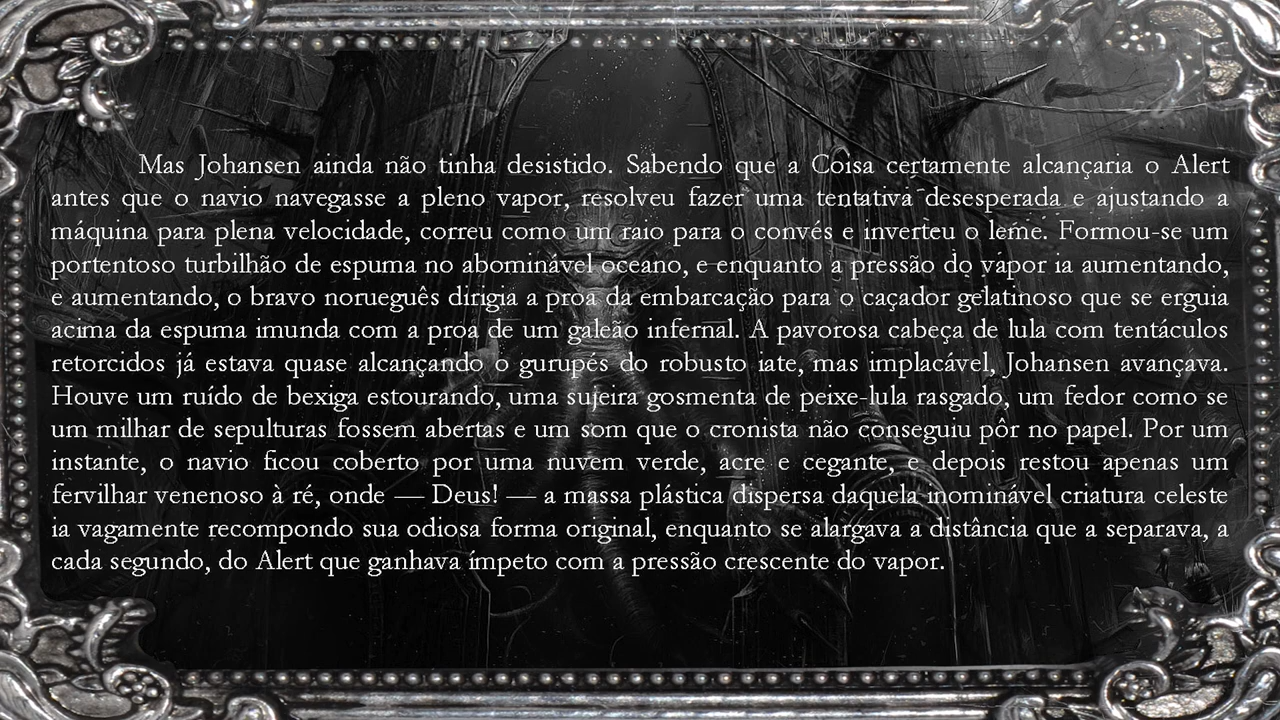 Mas Johansen ainda não tinha desistido. Sabendo que a Coisa certamente alcançaria o Alert
antes que o navio navegasse a pleno vapor, resolveu fazer uma tentativa desesperada e ajustando a
máquina para plena velocidade, correu como um raio para o convés e inverteu o leme. Formou-se um
portentoso turbilhão de espuma no abominável oceano, e enquanto a pressão do vapor ia aumentando,
e aumentando, o bravo norueguês dirigia a proa da embarcação para o caçador gelatinoso que se erguia
acima da espuma imunda com a proa de um galeão infernal. A pavorosa cabeça de lula com tentáculos
retorcidos já estava quase alcançando o gurupés do robusto iate, mas implacável, Johansen avançava.
Houve um ruído de bexiga estourando, uma sujeira gosmenta de peixe-lula rasgado, um fedor como se
um milhar de sepulturas fossem abertas e um som que o cronista não conseguiu pôr no papel. Por um
instante, o navio ficou coberto por uma nuvem verde, acre e cegante, e depois restou apenas um
fervilhar venenoso à ré, onde — Deus! — a massa plástica dispersa daquela inominável criatura celeste
ia vagamente recompondo sua odiosa forma original, enquanto se alargava a distância que a separava, a
cada segundo, do Alert que ganhava ímpeto com a pressão crescente do vapor.